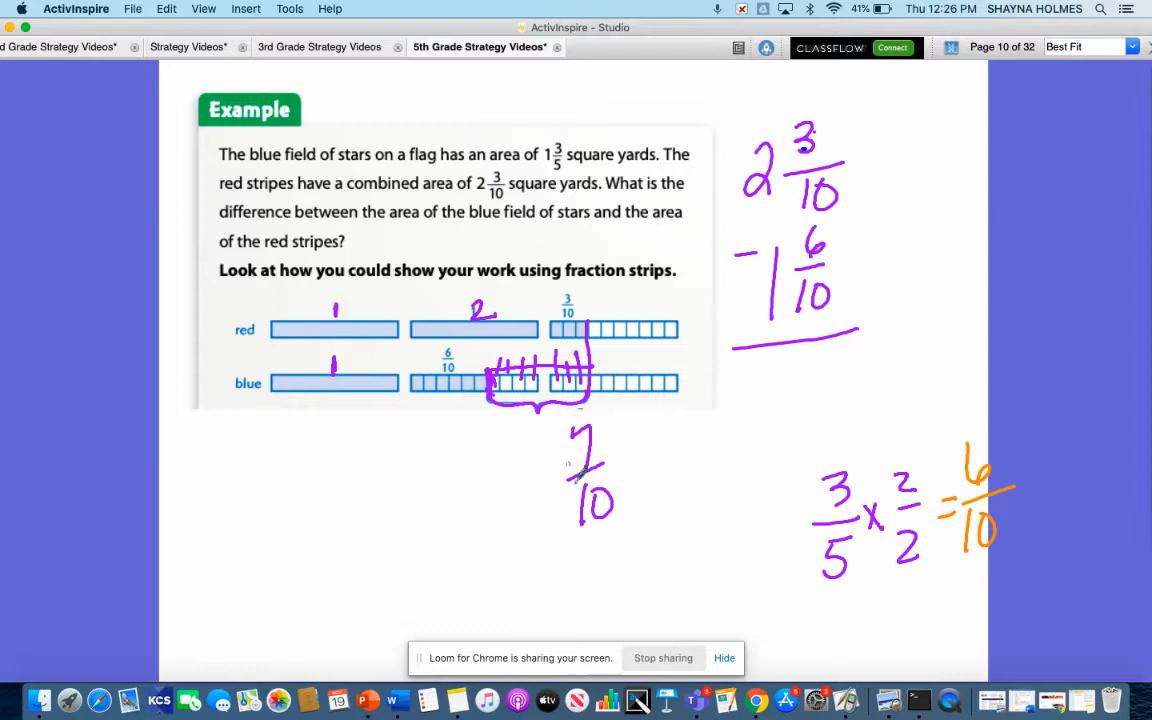 ActivInspire File Edit View Insert Tools Help 41% Thu 12:26 PM SHAYNA HOLMES
ActivInspire - Studio
d Grade Strategy Videos* Strategy Videos* 3rd Grade Strategy Videos 5th Grade Strategy Videos* CLASSFLOW Connect Page 10 of 32 Best Fit
Example
The blue field of stars on a flag has an area of 1 3/5 square yards. The
red stripes have a combined area of 2 3/10 square yards. What is the
difference between the area of the blue field of stars and the area
of the red stripes?
Look at how you could show your work using fraction strips.
1 2 3/10
red
1 6/10
blue
7/10
2 3/10
- 1 6/10
3/5 x 2/2 = 6/10
Loom for Chrome is sharing your screen. Stop sharing Hide
KCS 19 tv